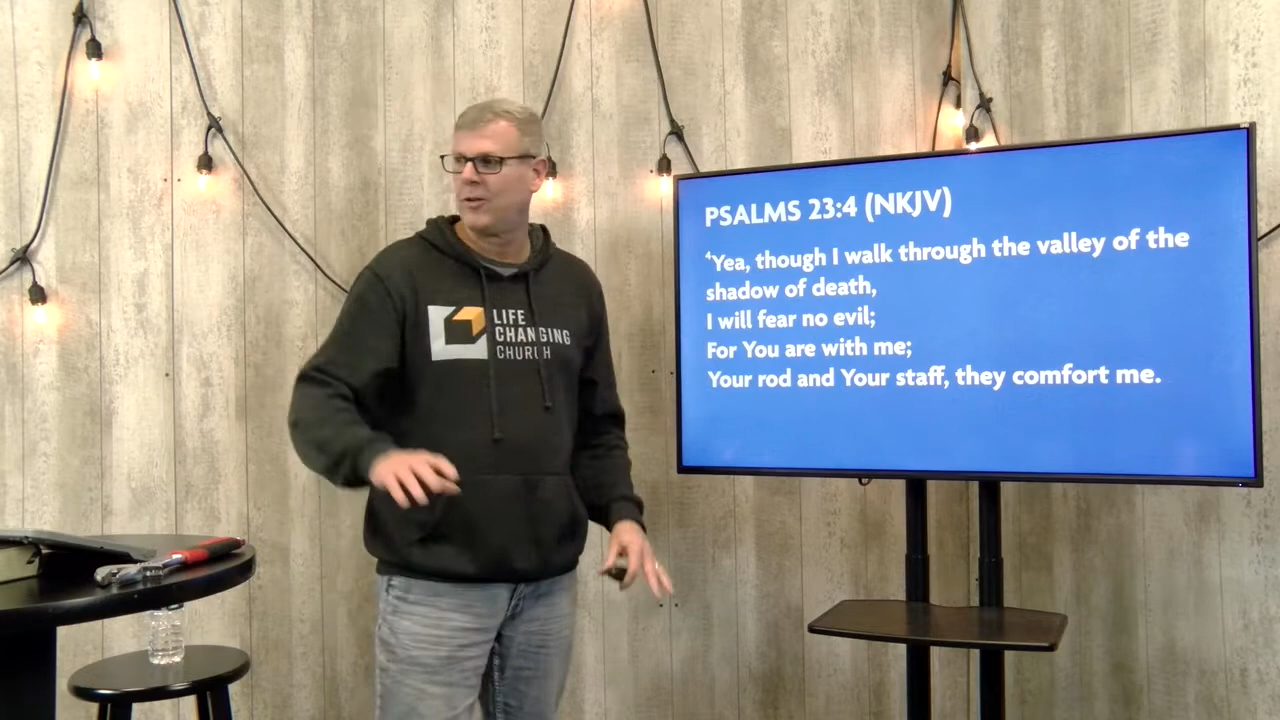 LIFE
CHANGING
CHURCH
PSALMS 23:4 (NKJV)
⁴Yea, though I walk through the valley of the
shadow of death,
I will fear no evil;
For You are with me;
Your rod and Your staff, they comfort me.